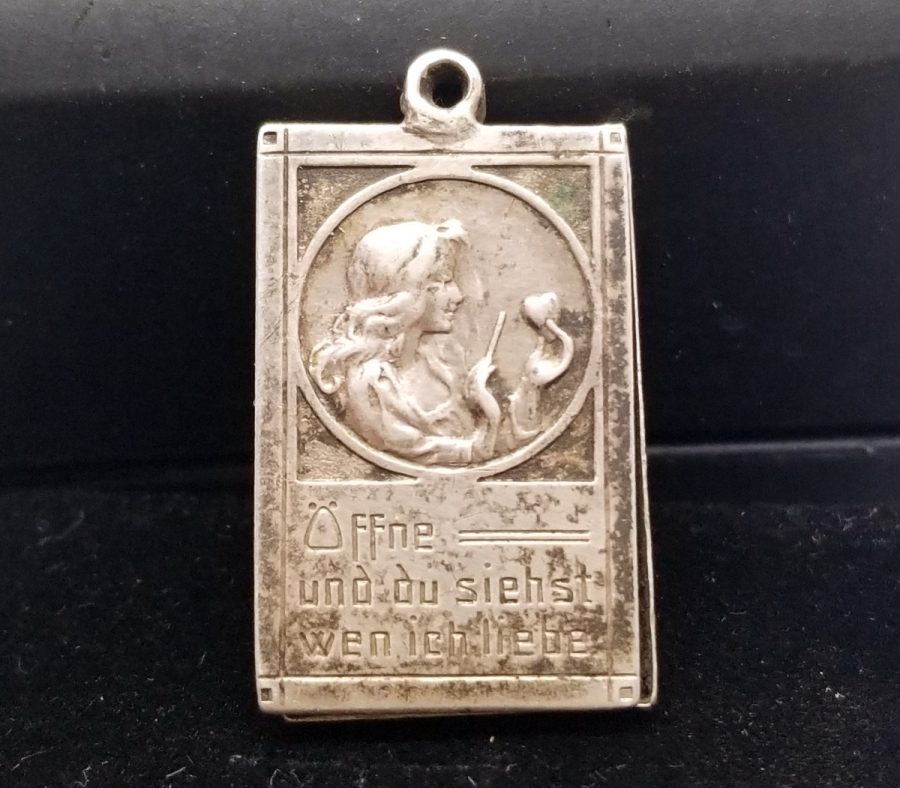 Öffne
und du siehst
wen ich liebe